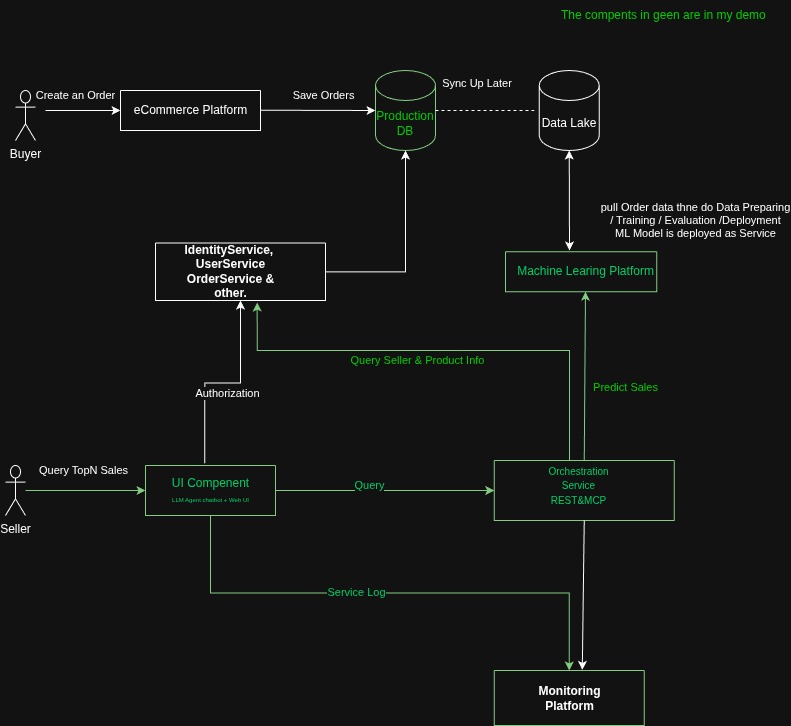 The compents in geen are in my demo
Create an Order
eCommerce Platform
Save Orders
Production
DB
Sync Up Later
Data Lake
Buyer
pull Order data thne do Data Preparing
/ Training / Evaluation /Deployment
ML Model is deployed as Service
IdentityService,
UserService
OrderService &
other.
Machine Learing Platform
Query Seller & Product Info
Predict Sales
Authorization
Query TopN Sales
UI Compenent
LLM Agent chatbot + Web UI
Query
Orchestration
Service
REST&MCP
Seller
Service Log
Monitoring
Platform